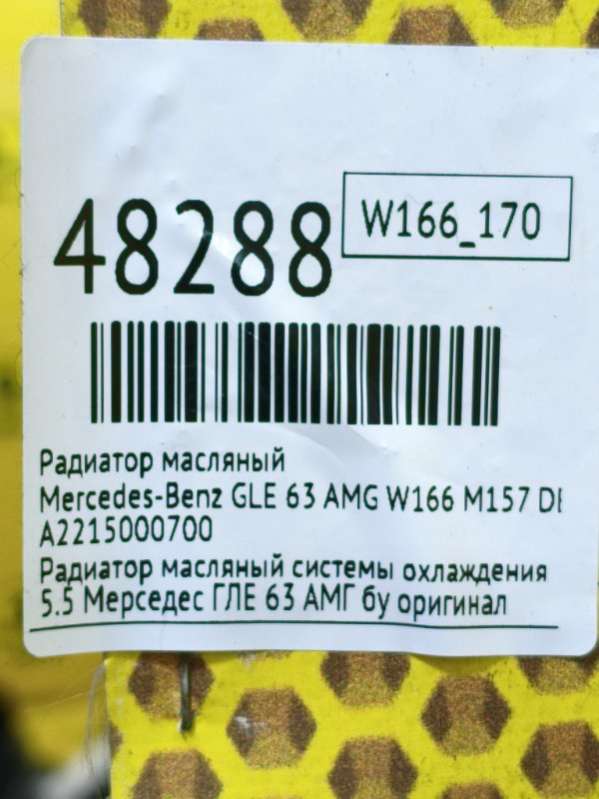 48288
W166_170
Радиатор масляный
Mercedes-Benz GLE 63 AMG W166 M157
A2215000700
Радиатор масляный системы охлаждения
5.5 Мерседес ГЛЕ 63 АМГ бу оригинал